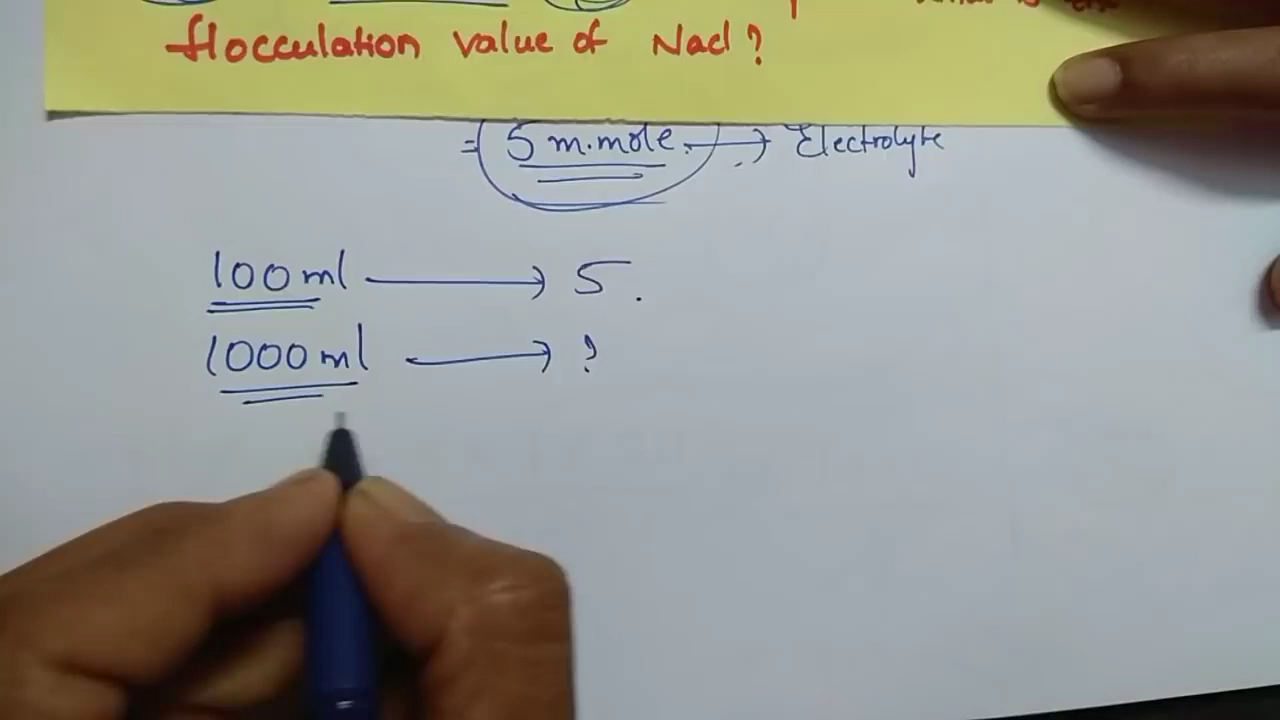 flocculation value of Nacl ?
= 5 m.mole. → Electrolyte
100 ml → 5.
1000 ml → ?